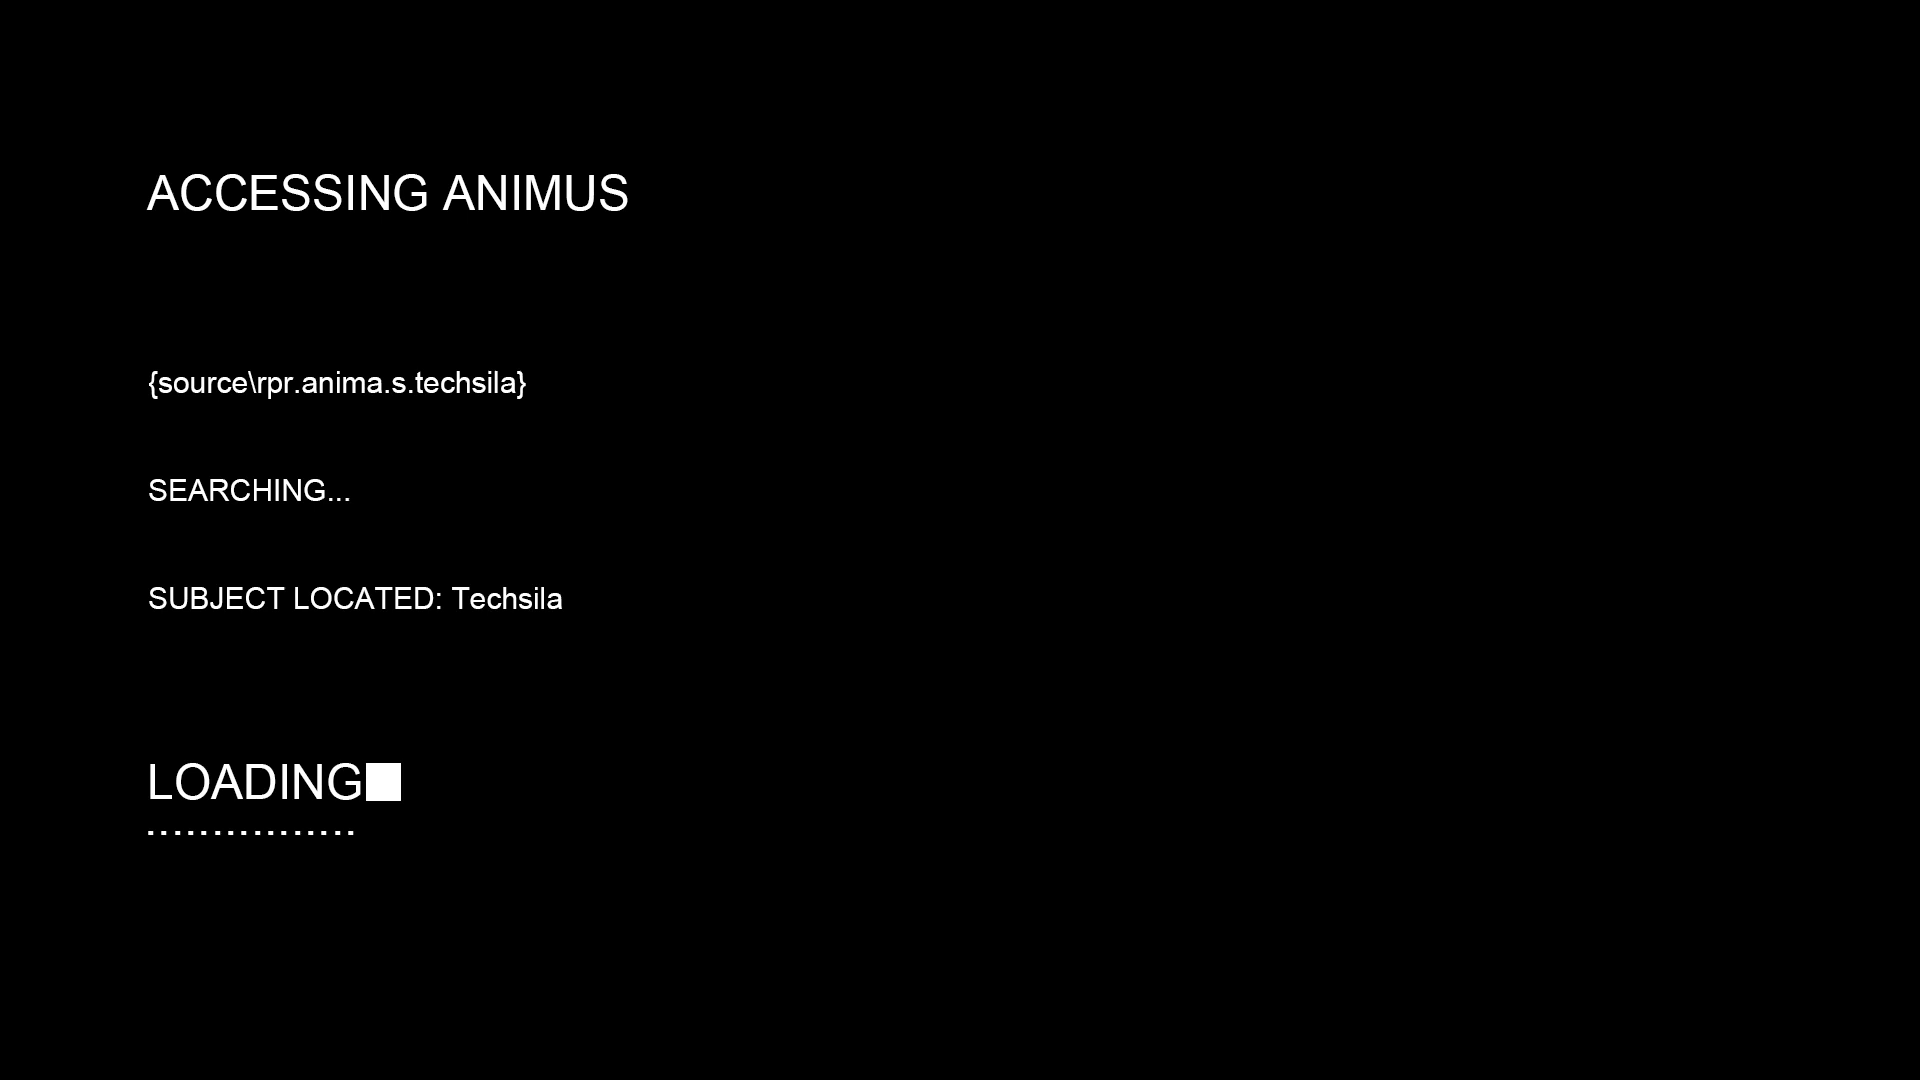 ACCESSING ANIMUS
{source\rpr.anima.s.techsila}
SEARCHING...
SUBJECT LOCATED: Techsila
LOADING